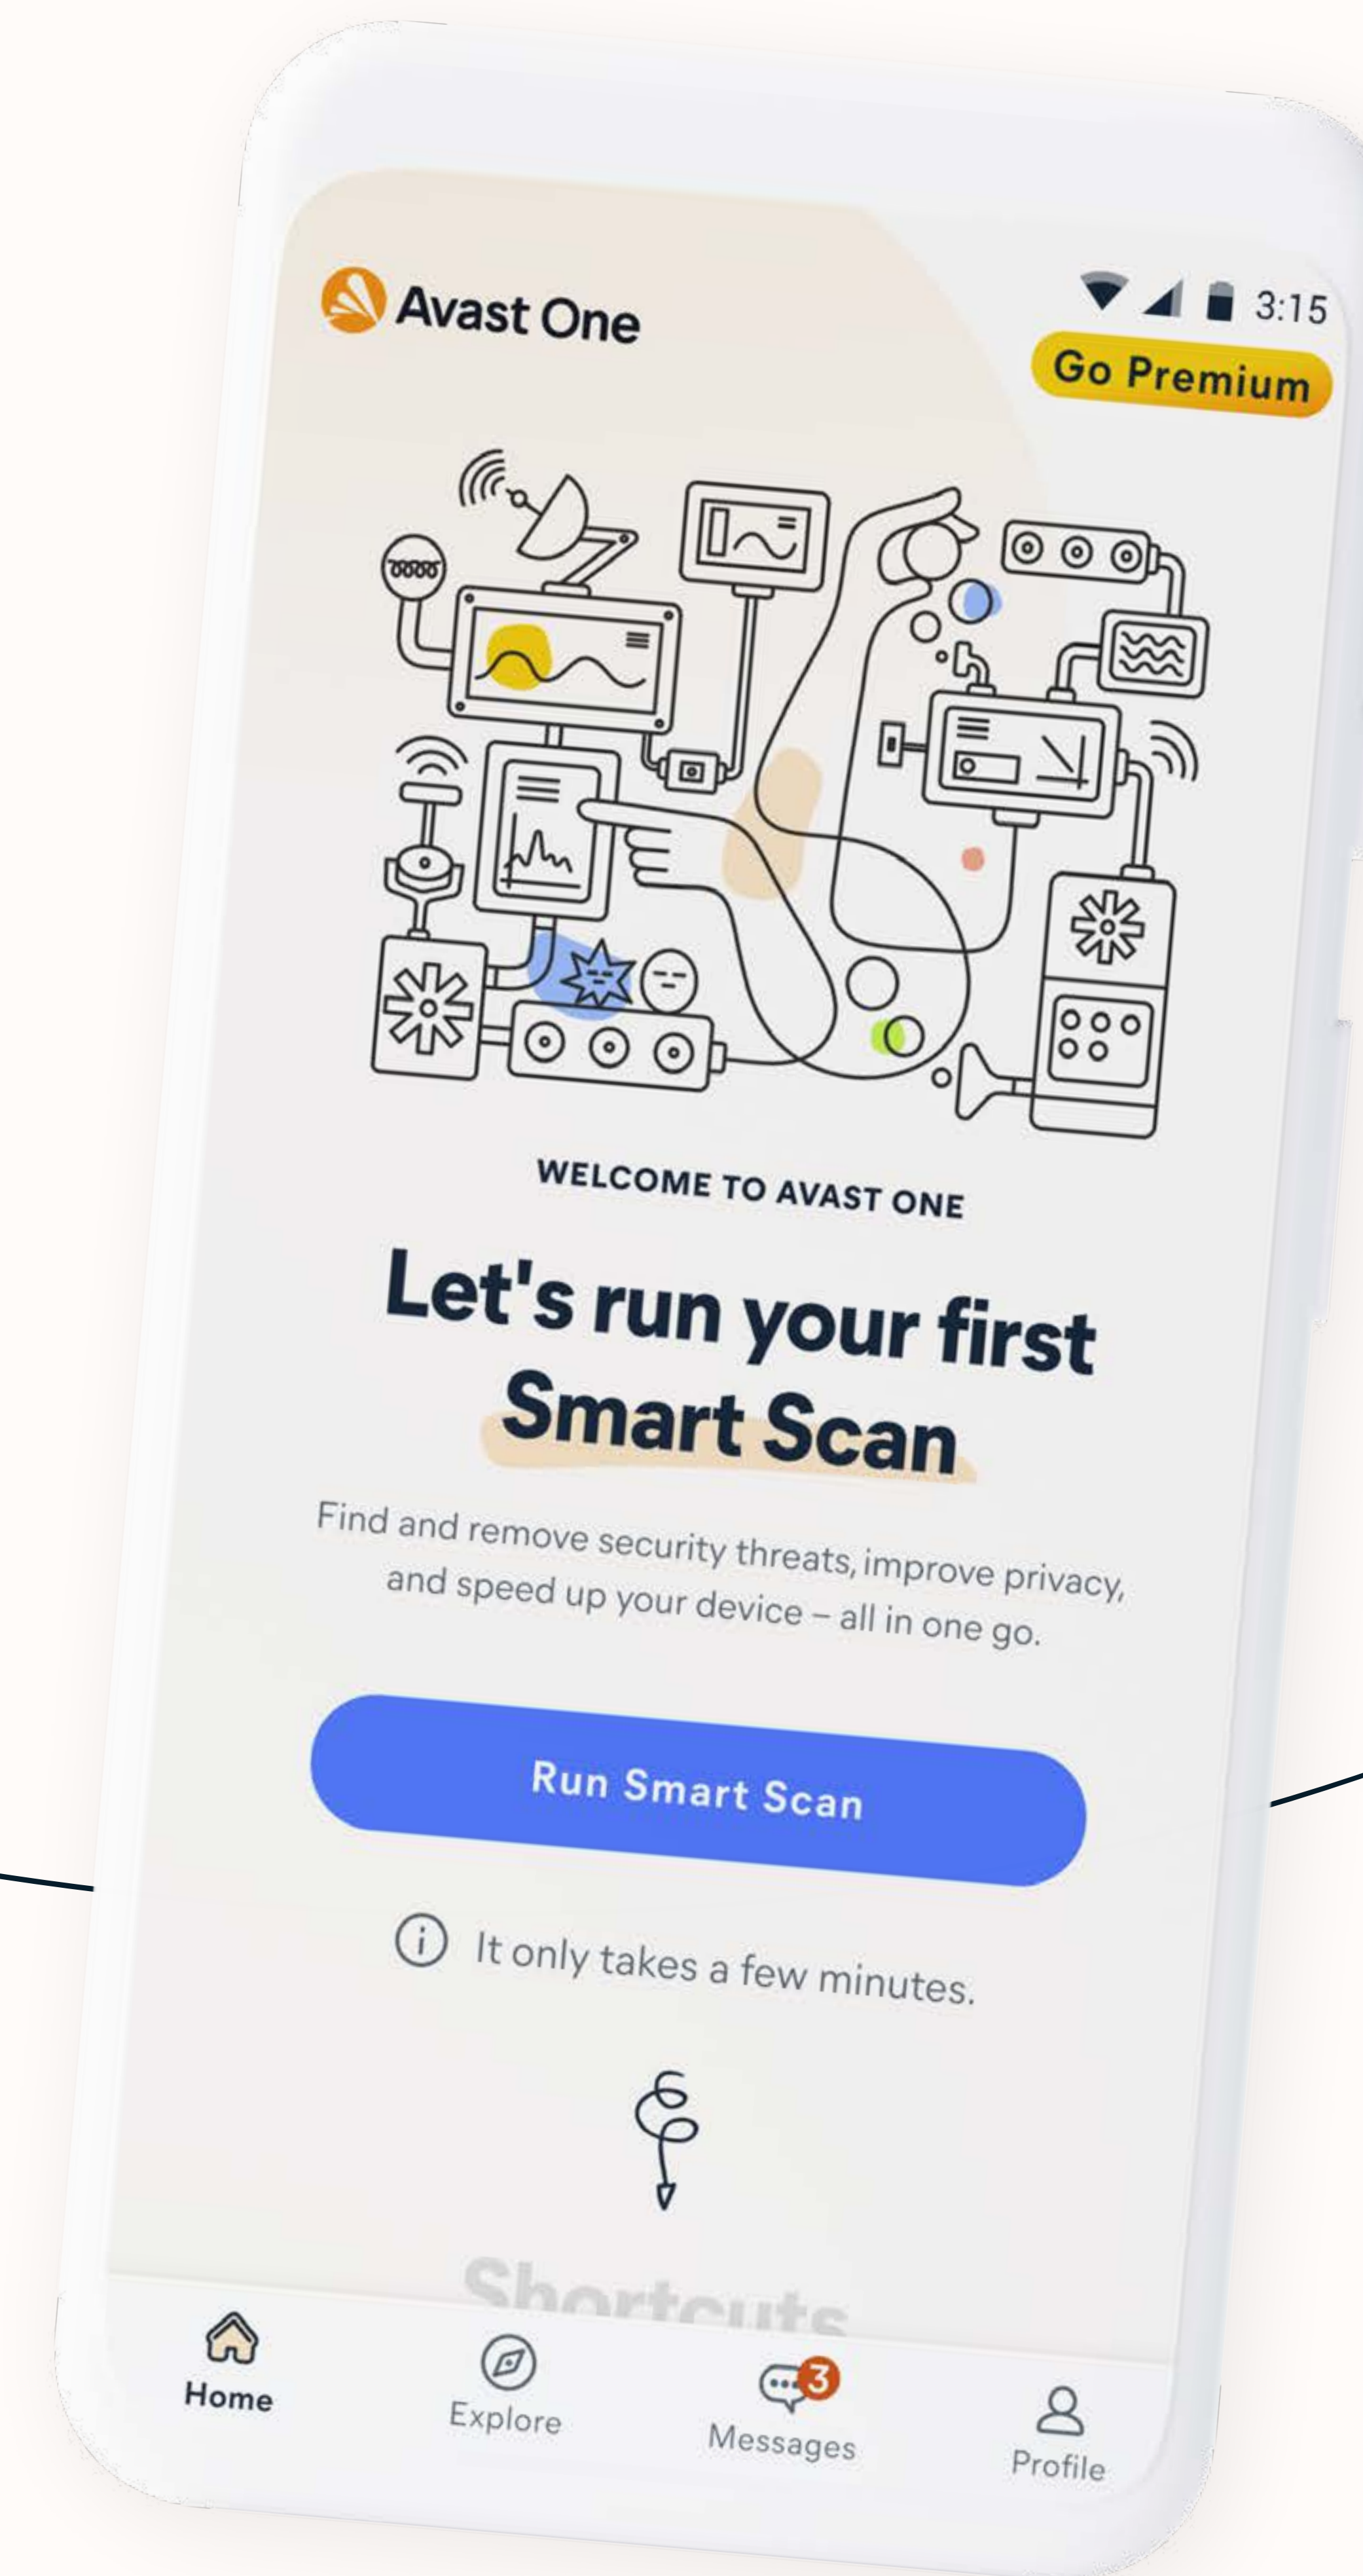 Avast One
3:15
Go Premium
WELCOME TO AVAST ONE
Let's run your first
Smart Scan
Find and remove security threats, improve privacy,
and speed up your device – all in one go.
Run Smart Scan
It only takes a few minutes.
Shortcuts
Home
Explore
3
Messages
Profile